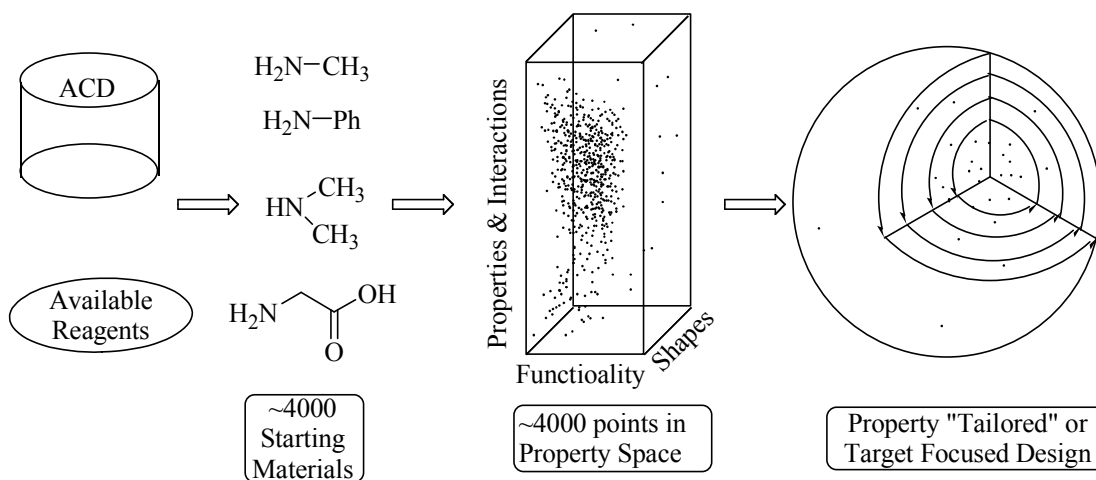 ACD
Available
Reagents
H₂N–CH₃
H₂N–Ph
CH₃
HN
CH₃
OH
H₂N
O
~4000
Starting
Materials
Properties & Interactions
Functioality
Shapes
~4000 points in
Property Space
Property "Tailored" or
Target Focused Design